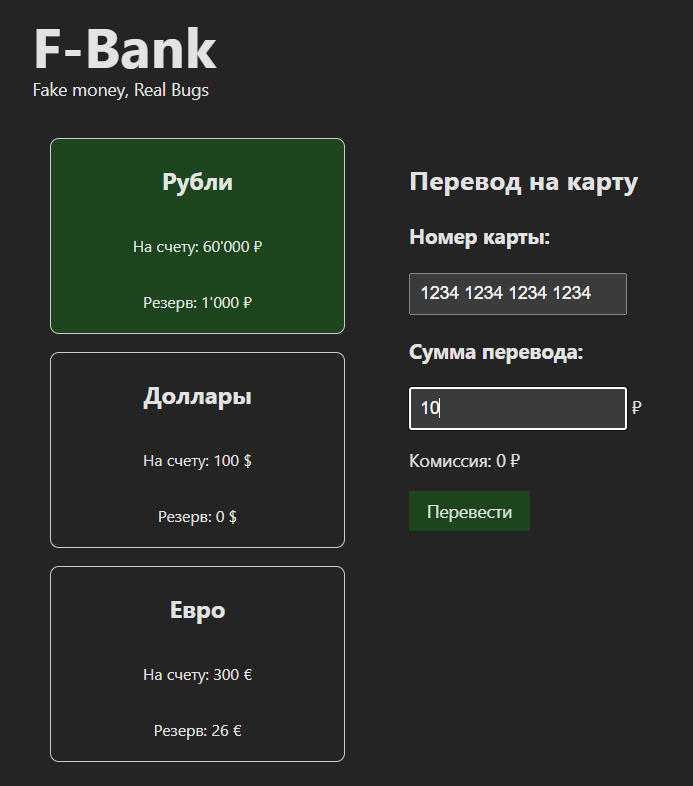 F-Bank
Fake money, Real Bugs
Рубли
На счету: 60'000 ₽
Резерв: 1'000 ₽
Доллары
На счету: 100 $
Резерв: 0 $
Евро
На счету: 300 €
Резерв: 26 €
Перевод на карту
Номер карты:
1234 1234 1234 1234
Сумма перевода:
10 ₽
Комиссия: 0 ₽
Перевести